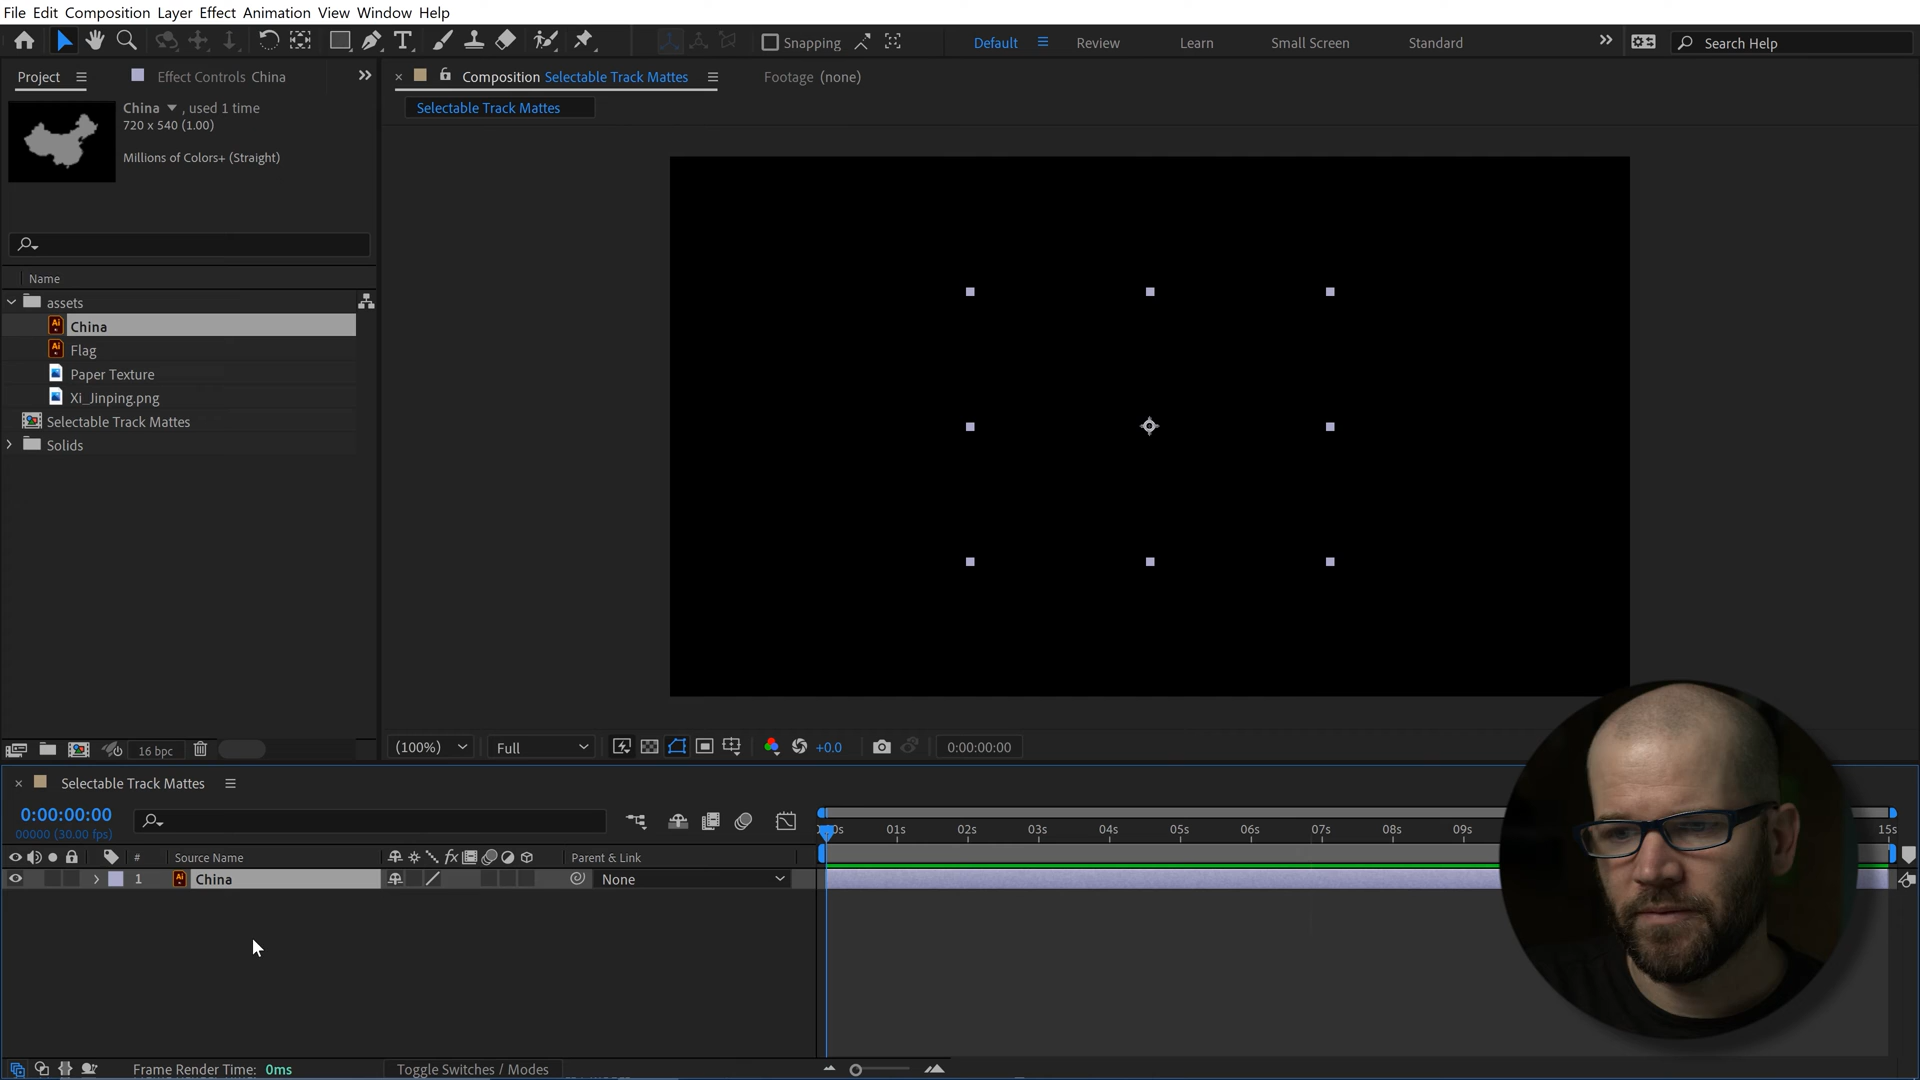 File Edit Composition Layer Effect Animation View Window Help
Snapping
Default
Review
Learn
Small Screen
Standard
Search Help
Project
Effect Controls China
Composition Selectable Track Mattes
Footage (none)
China , used 1 time
720 x 540 (1.00)
Millions of Colors+ (Straight)
Selectable Track Mattes
Name
assets
China
Flag
Paper Texture
Xi_Jinping.png
Selectable Track Mattes
Solids
16 bpc
(100%)
Full
+0.0
0:00:00:00
Selectable Track Mattes
0:00:00:00
00000 (30.00 fps)
01s 02s 03s 04s 05s 06s 07s 08s 09s 15s
# Source Name
fx
Parent & Link
1 Ai China
None
Frame Render Time: 0ms
Toggle Switches / Modes